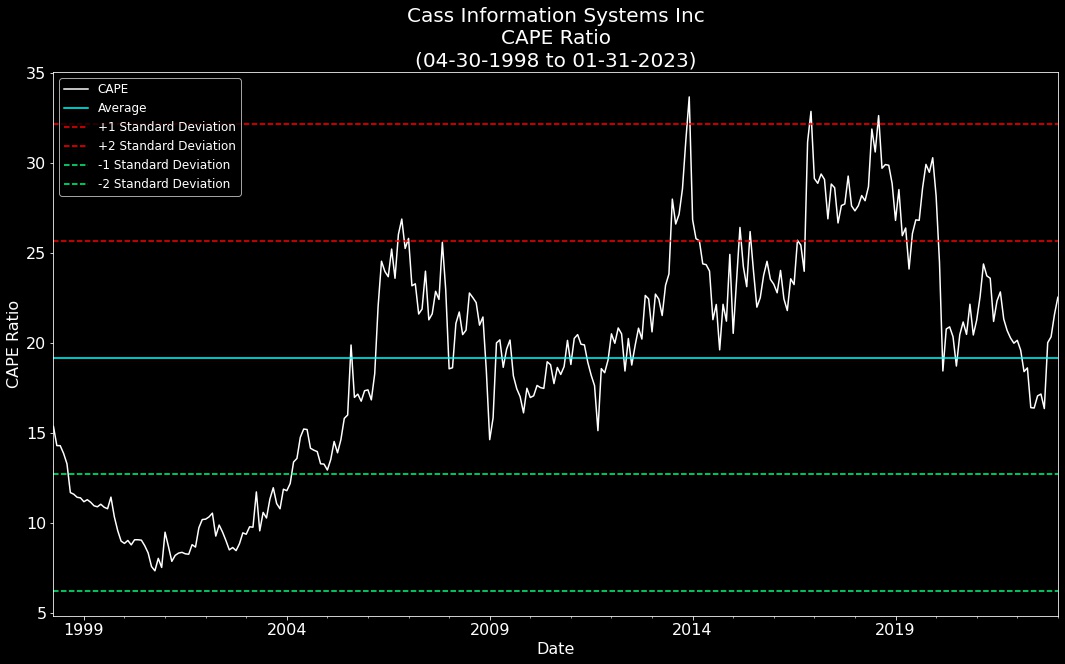 Cass Information Systems Inc
CAPE Ratio
(04-30-1998 to 01-31-2023)
35
30
25
20
15
10
5
CAPE Ratio
CAPE
Average
+1 Standard Deviation
+2 Standard Deviation
-1 Standard Deviation
-2 Standard Deviation
1999
2004
2009
2014
2019
Date